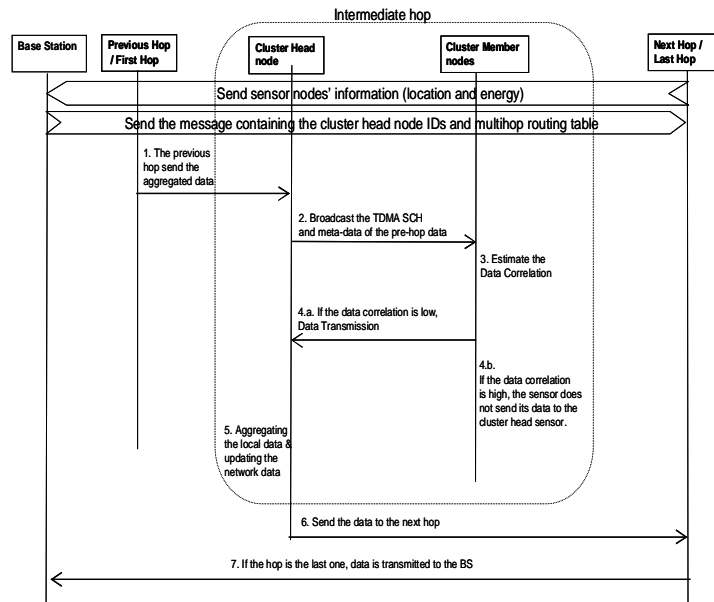 Intermediate hop
Base Station
Previous Hop
/ First Hop
Cluster Head
node
Cluster Member
nodes
Next Hop /
Last Hop
Send sensor nodes' information (location and energy)
Send the message containing the cluster head node IDs and multihop routing table
1. The previous
hop send the
aggregated data
2. Broadcast the TDMA SCH
and meta-data of the pre-hop data
3. Estimate the
Data Correlation
4.a. If the data correlation is low,
Data Transmission
4.b.
If the data correlation
is high, the sensor does
not send its data to the
cluster head sensor.
5. Aggregating
the local data &
updating the
network data
6. Send the data to the next hop
7. If the hop is the last one, data is transmitted to the BS